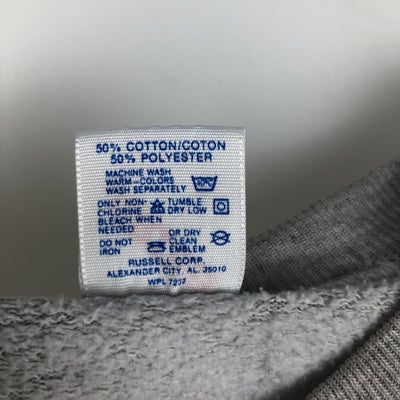 50% COTTON/COTON
50% POLYESTER
MACHINE WASH
WARM-COLORS
WASH SEPARATELY
ONLY NON-
CHLORINE
BLEACH WHEN
NEEDED
TUMBLE
DRY LOW
DO NOT
IRON
OR DRY
CLEAN
EMBLEM
RUSSELL CORP.
ALEXANDER CITY, AL. 35010
WPL 7237